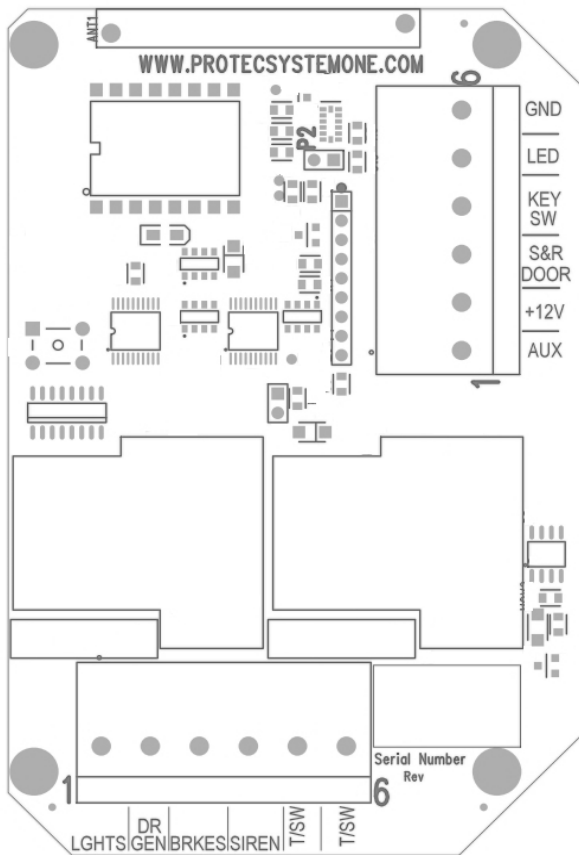 ANT1
WWW.PROTECSYSTEMONE.COM
6
P2
GND
LED
KEY
SW
S&R
DOOR
+12V
AUX
1
Serial Number
Rev
1
6
LGHTS
DR
GEN
BRKES
SIREN
T/SW
T/SW